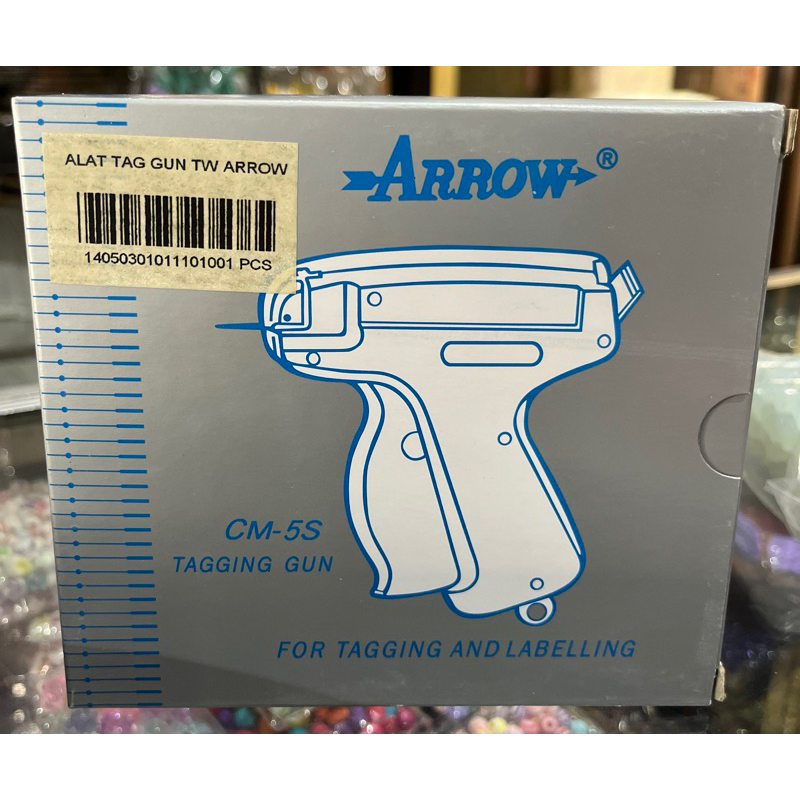 ALAT TAG GUN TW ARROW
14050301011101001 PCS
ARROW®
CM-5S
TAGGING GUN
FOR TAGGING AND LABELLING